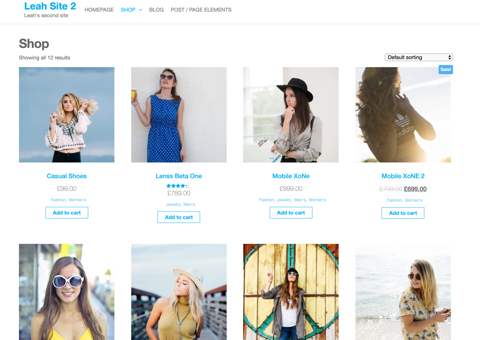 Leah Site 2
Leah's second site
HOMEPAGE SHOP BLOG POST / PAGE ELEMENTS
Shop
Showing all 12 results
Default sorting
Sale!
Casual Shoes
£99.00
Fashion, Women's
Add to cart
Lensa Beta One
£789.00
Jewelry, Men's
Add to cart
Mobile XoNe
£899.00
Fashion, Jewelry, Men's, Women's
Add to cart
Mobile XoNE 2
£799.00 £699.00
Fashion, Women's
Add to cart